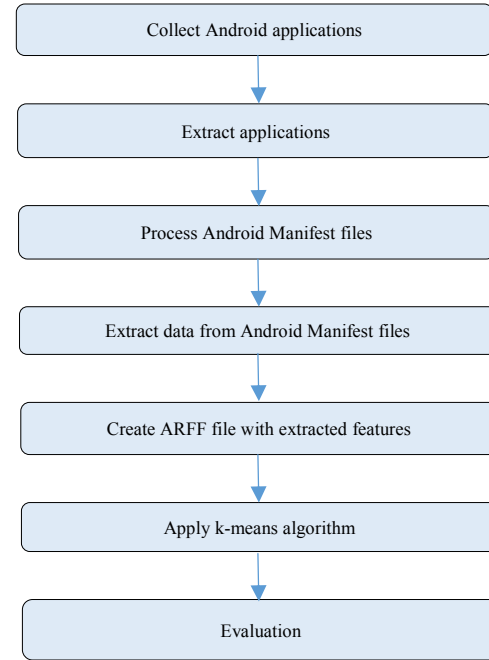 Collect Android applications
Extract applications
Process Android Manifest files
Extract data from Android Manifest files
Create ARFF file with extracted features
Apply k-means algorithm
Evaluation